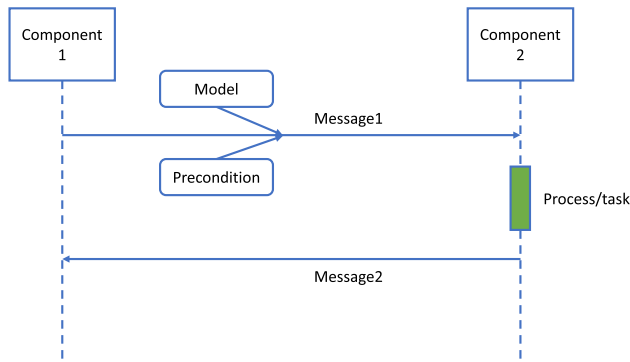 Component
1
Component
2
Model
Message1
Precondition
Process/task
Message2